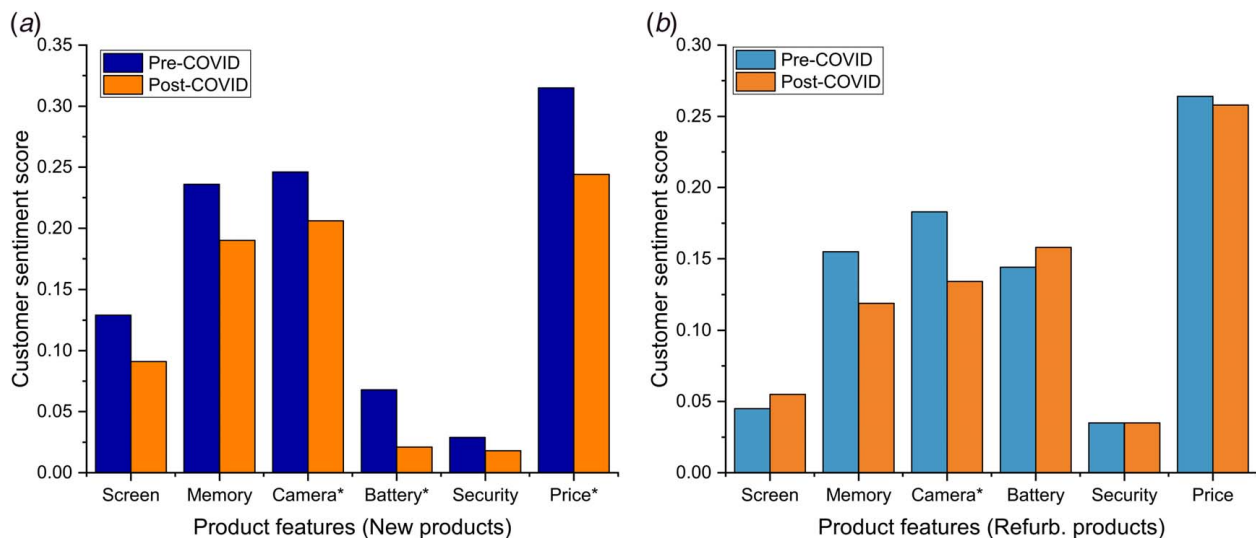 (a)
Pre-COVID
Post-COVID
Customer sentiment score
0.35
0.30
0.25
0.20
0.15
0.10
0.05
0.00
Screen Memory Camera* Battery* Security Price*
Product features (New products)
(b)
Pre-COVID
Post-COVID
Customer sentiment score
0.30
0.25
0.20
0.15
0.10
0.05
0.00
Screen Memory Camera* Battery Security Price
Product features (Refurb. products)